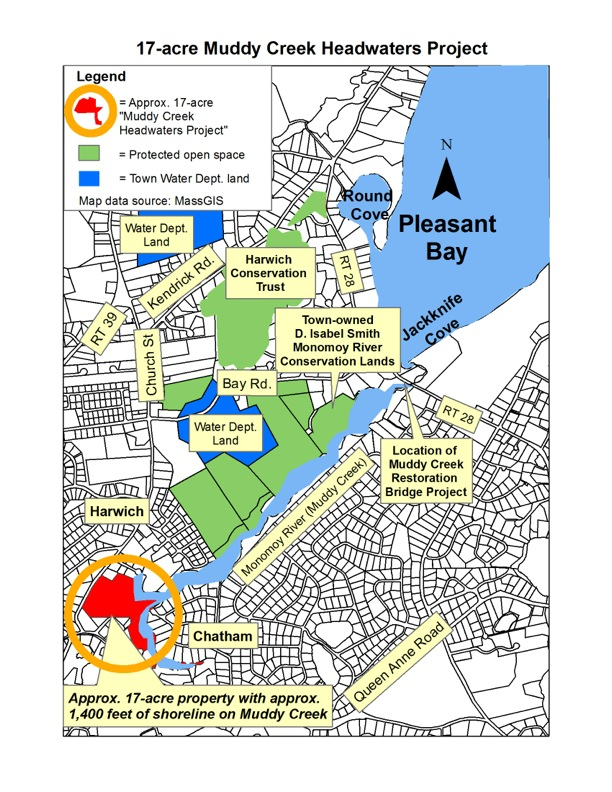 17-acre Muddy Creek Headwaters Project
Legend
= Approx. 17-acre
"Muddy Creek
Headwaters Project"
= Protected open space
= Town Water Dept. land
Map data source: MassGIS
N
Round
Cove
Pleasant
Bay
Water Dept.
Land
Kendrick Rd.
Harwich
Conservation
Trust
RT 28
RT 39
Church St
Town-owned
D. Isabel Smith
Monomoy River
Conservation Lands
Jackknife
Cove
Bay Rd.
RT 28
Water Dept.
Land
Location of
Muddy Creek
Restoration
Bridge Project
Monomoy River (Muddy Creek)
Harwich
Chatham
Queen Anne Road
Approx. 17-acre property with approx.
1,400 feet of shoreline on Muddy Creek